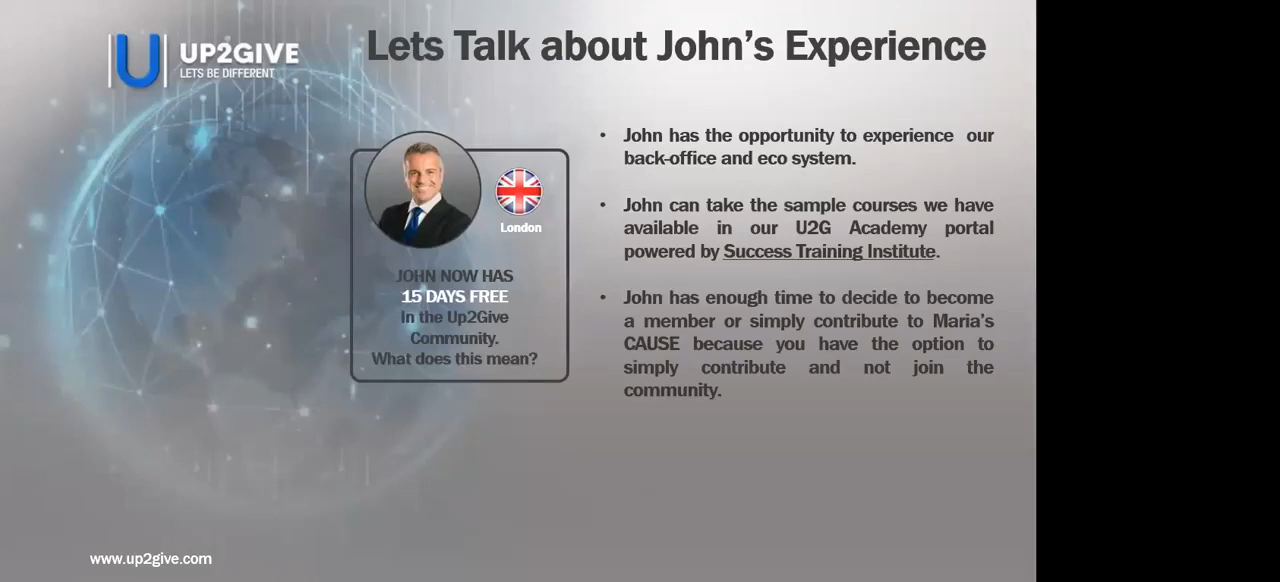 UP2GIVE
LETS BE DIFFERENT
Lets Talk about John's Experience
London
JOHN NOW HAS
15 DAYS FREE
In the Up2Give
Community.
What does this mean?
• John has the opportunity to experience our
back-office and eco system.
• John can take the sample courses we have
available in our U2G Academy portal
powered by Success Training Institute.
• John has enough time to decide to become
a member or simply contribute to Maria's
CAUSE because you have the option to
simply contribute and not join the
community.
www.up2give.com